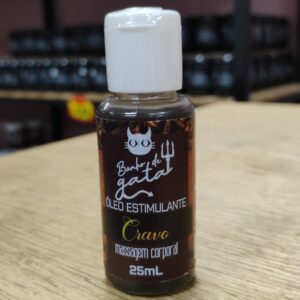 Banho de
gata
ÓLEO ESTIMULANTE
Cravo
massagem corporal
25mL